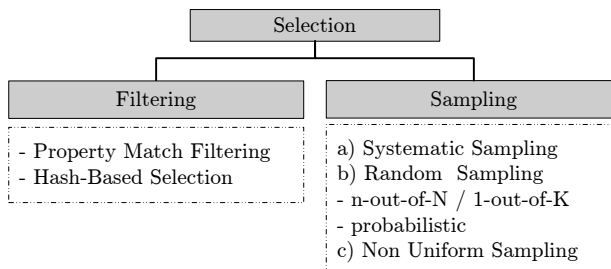 Selection
Filtering
- Property Match Filtering
- Hash-Based Selection
Sampling
a) Systematic Sampling
b) Random Sampling
- n-out-of-N / 1-out-of-K
- probabilistic
c) Non Uniform Sampling